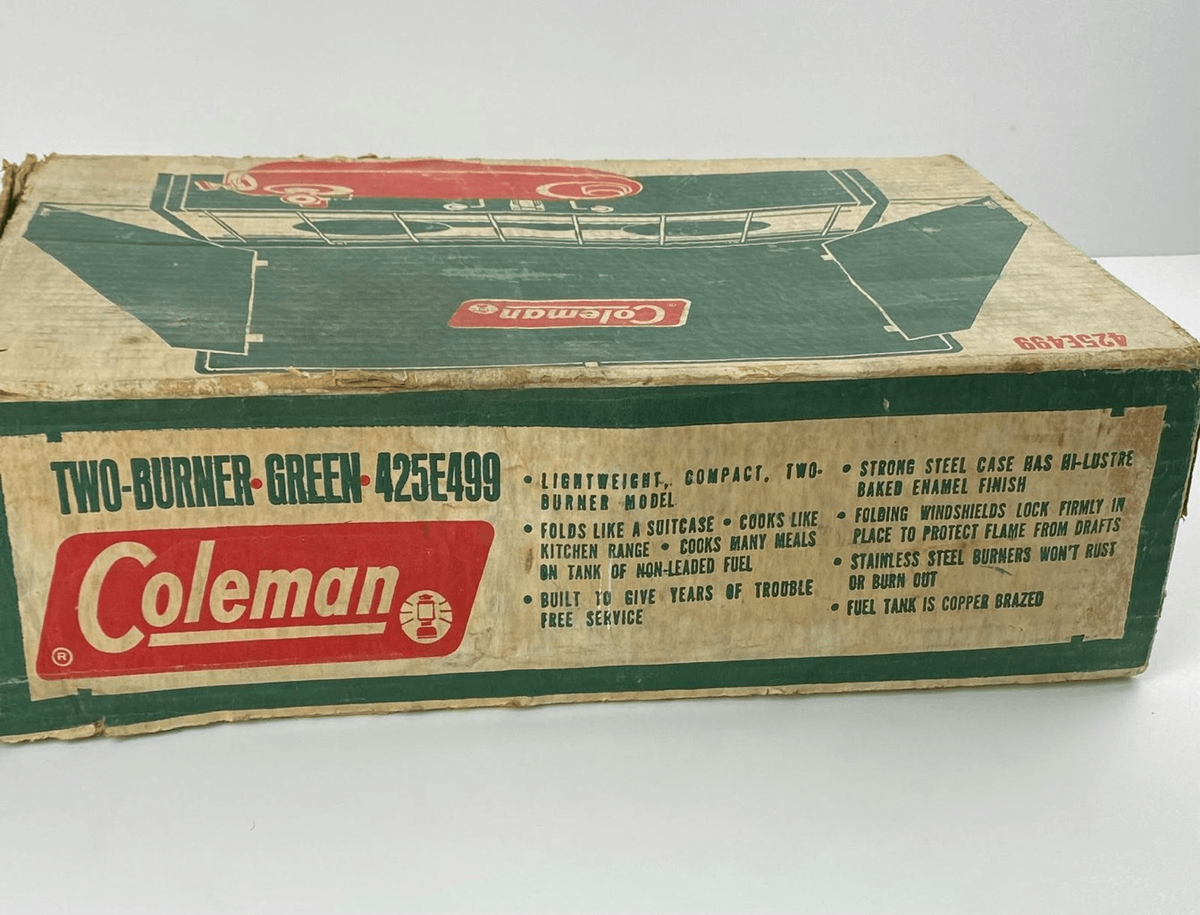 Coleman
425E499
TWO-BURNER • GREEN • 425E499
Coleman
®
• LIGHTWEIGHT, COMPACT, TWO-
BURNER MODEL
• FOLDS LIKE A SUITCASE • COOKS LIKE
KITCHEN RANGE • COOKS MANY MEALS
ON TANK OF NON-LEADED FUEL
• BUILT TO GIVE YEARS OF TROUBLE
FREE SERVICE
• STRONG STEEL CASE HAS HI-LUSTRE
BAKED ENAMEL FINISH
• FOLDING WINDSHIELDS LOCK FIRMLY IN
PLACE TO PROTECT FLAME FROM DRAFTS
• STAINLESS STEEL BURNERS WON'T RUST
OR BURN OUT
• FUEL TANK IS COPPER BRAZED